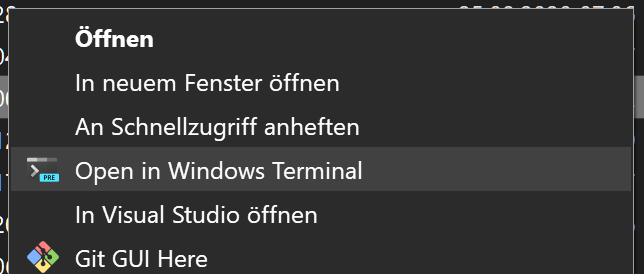 Öffnen
In neuem Fenster öffnen
An Schnellzugriff anheften
Open in Windows Terminal
PRE
In Visual Studio öffnen
Git GUI Here